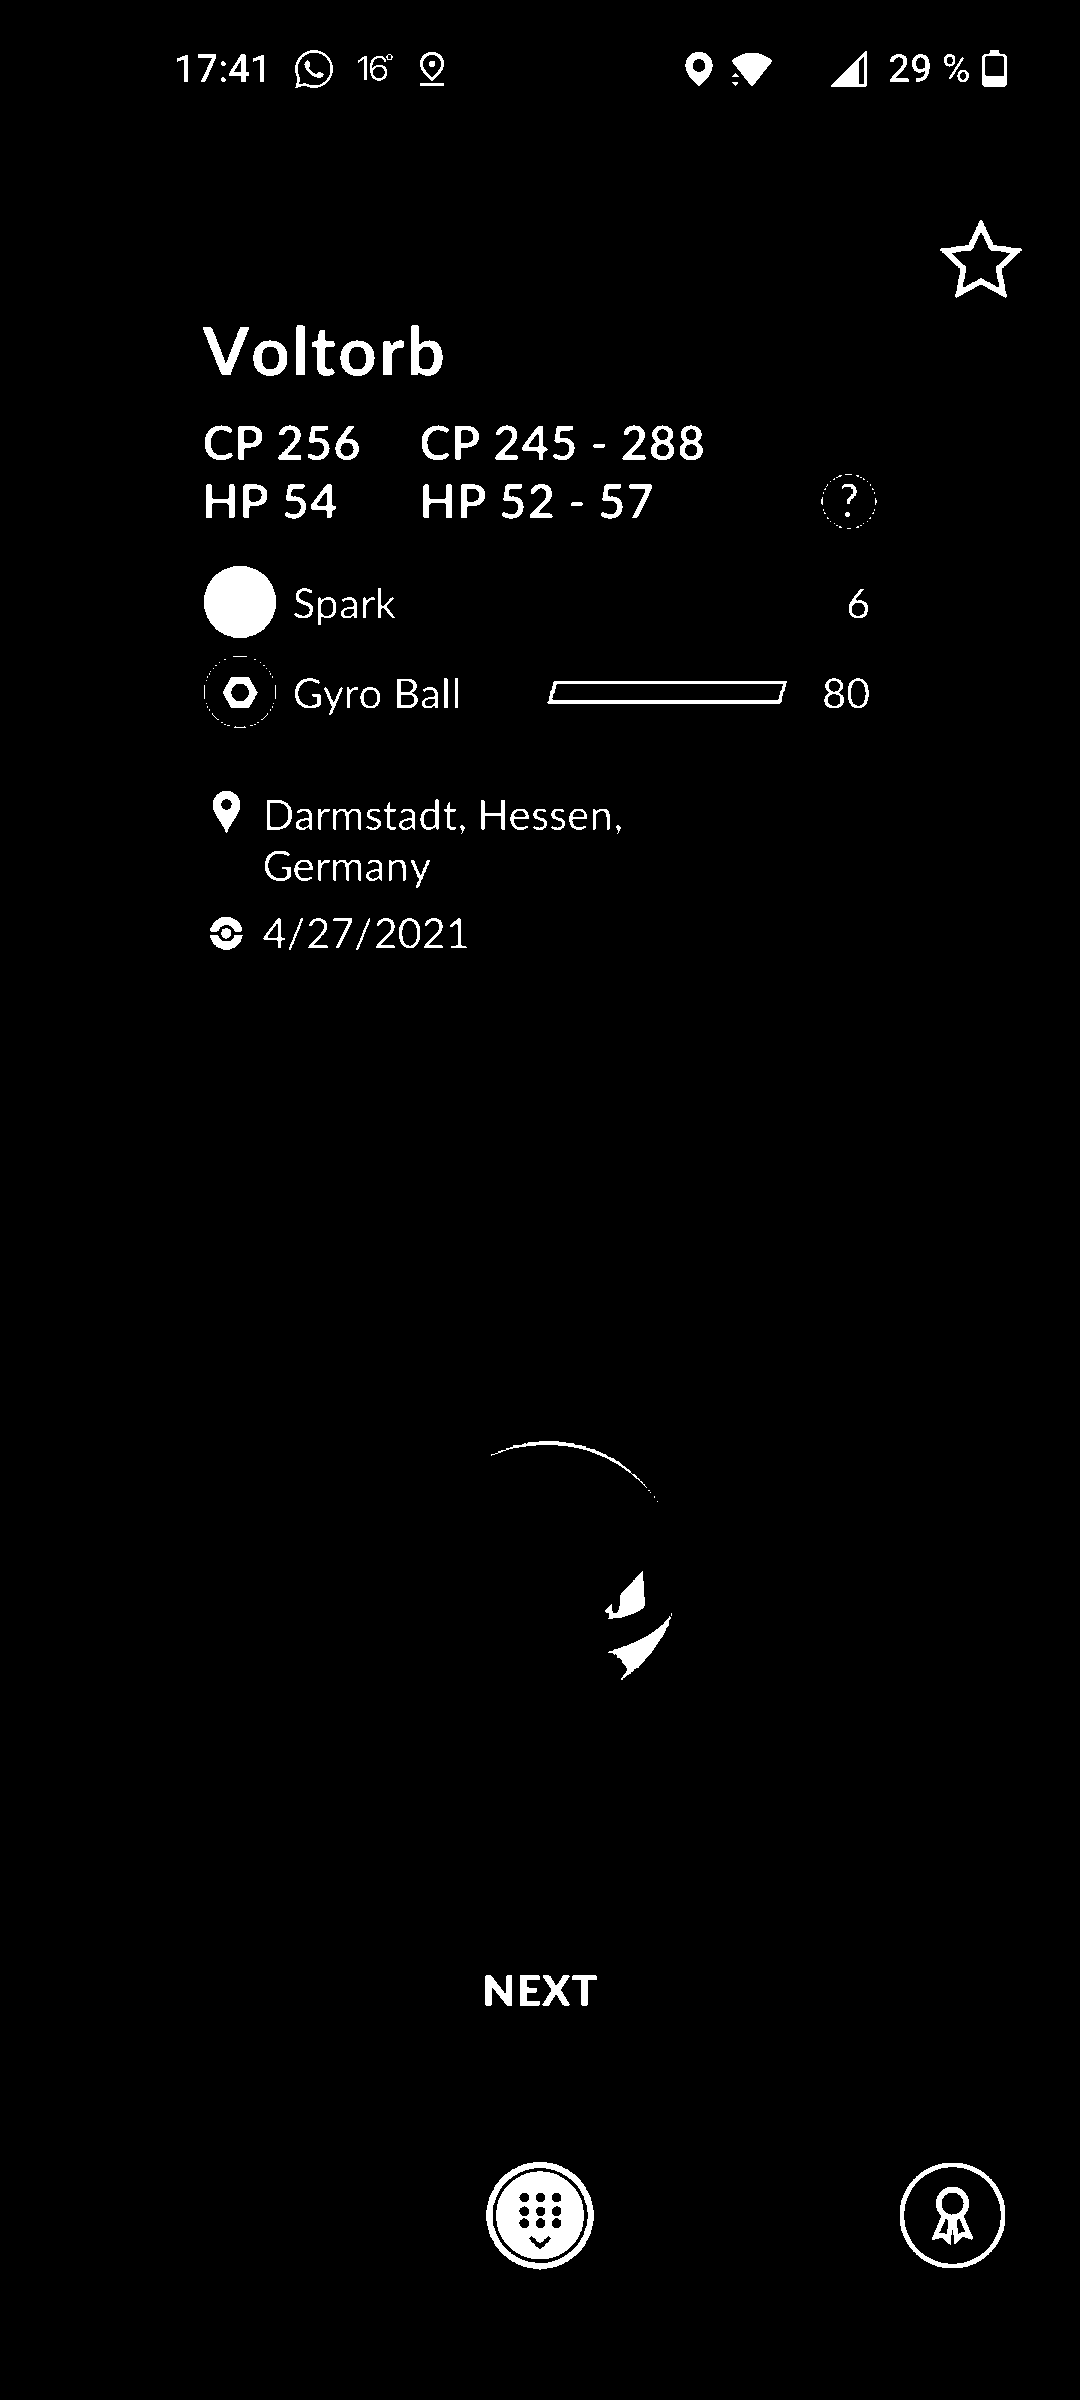 17:41 16° 29 %
Voltorb
CP 256 CP 245 - 288
HP 54 HP 52 - 57 ?
Spark 6
Gyro Ball 80
Darmstadt, Hessen,
Germany
4/27/2021
NEXT